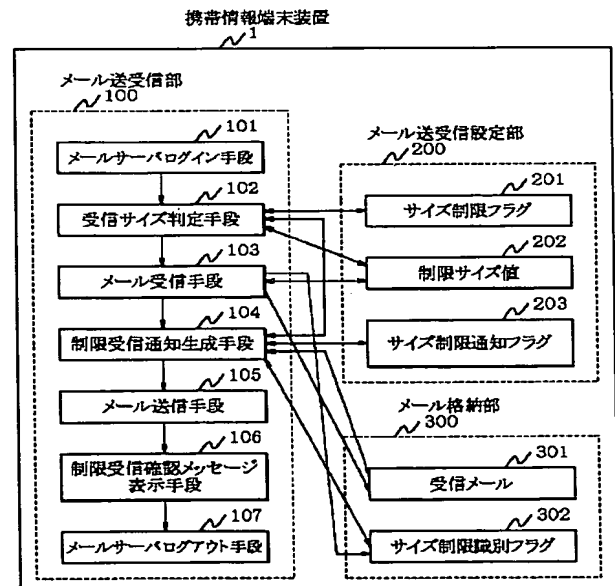 携帯情報端末装置
1
メール送受信部
100
101
メールサーバログイン手段
102
受信サイズ判定手段
103
メール受信手段
104
制限受信通知生成手段
105
メール送信手段
106
制限受信確認メッセージ
表示手段
107
メールサーバログアウト手段
メール送受信設定部
200
201
サイズ制限フラグ
202
制限サイズ値
203
サイズ制限通知フラグ
メール格納部
300
301
受信メール
302
サイズ制限識別フラグ